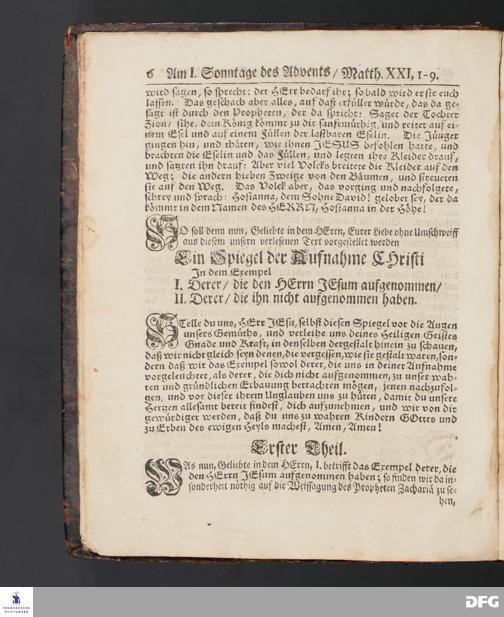 6 Am I. Sonntage des Advents / Matth. XXI, 1-9.
wird sagen, so sprecht: der HErr bedarf ihr; sobald wird er sie euch
lassen. Das geschach aber alles, auf daß erfüllet würde, das da ge-
sagt ist durch den Propheten, der da spricht: Saget der Tochter
Zion/ sihe, dein König kömmt zu dir sanftmüthig, und reitet auf ei-
nem Esel und auf einem Füllen der lastbaren Eselin. Die Jünger
gingen hin, und thäten, wie ihnen JESUS befohlen hatte, und
brachten die Eselin und das Füllen, und legten ihre Kleider drauf,
und satzten ihn drauf: Aber viel Volcks breitete die Kleider auf den
Weg; die andern hieben Zweige von den Bäumen, und streueten
sie auf den Weg. Das Volck aber, das vorging und nachfolgete,
schrey und sprach: Hosianna, dem Sohne David! gelobet sey, der da
kömmt in dem Namen des HERRN, Hosianna in der Höhe!
SO soll denn nun, Geliebte in dem HErrn, Eurer Liebe ohne Umschweiff
aus diesem unsern verlesenen Text vorgestellet werden
Ein Spiegel der Aufnahme CHristi
In dem Exempel
I. Derer/ die den HErrn JEsum aufgenommen/
II. Derer/ die ihn nicht aufgenommen haben.
STelle du uns, HErr JEsu, selbst diesen Spiegel vor die Augen
unsers Gemüths, und verleihe uns deines Heiligen Geistes
Gnade und Kraft, in denselben dergestalt hinein zu schauen,
daß wir nicht gleich seyn denen, die vergessen, wie sie gestalt waren, son-
dern daß wir das Exempel sowol derer, die uns in deiner Aufnahme
vorgeleuchtet, als derer, die dich nicht aufgenommen, zu unser wah-
ren und gründlichen Erbauung betrachten mögen, jenen nachzufol-
gen, und vor dieser ihrem Unglauben uns zu hüten, damit du unsere
Hertzen allesamt bereit findest, dich aufzunehmen, und wir von dir
gewürdiget werden, daß du uns zu wahren Kindern GOttes und
zu Erben des ewigen Heyls machest, Amen, Amen!
Erster Theil.
WAs nun, Geliebte in dem HErrn, I. betrifft das Exempel derer, die
den HErrn JEsum aufgenommen haben; so finden wir da in-
sonderheit nöthig auf die Weissagung des Propheten Zachariä zu se-
hen,
FRANCKESCHE
STIFTUNGEN
DFG